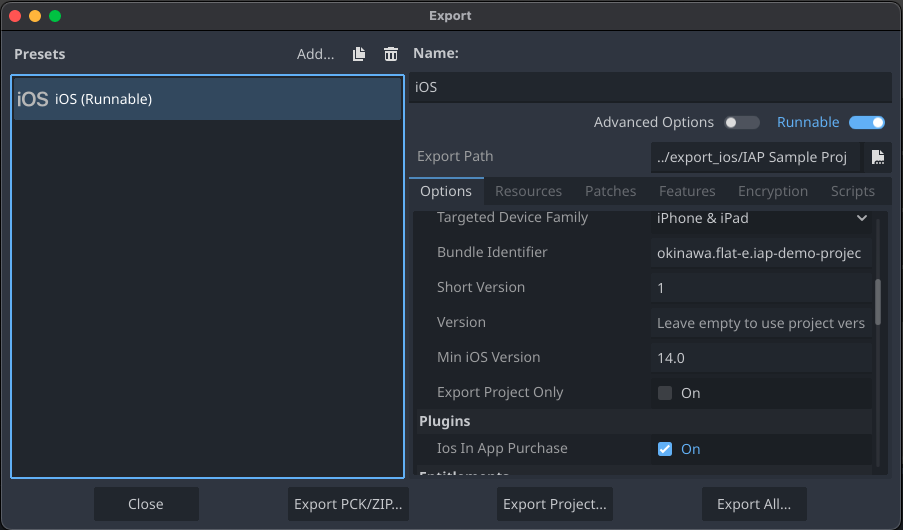 Export
Presets
Add...
Name:
iOS iOS (Runnable)
iOS
Advanced Options
Runnable
Export Path
../export_ios/IAP Sample Proj
Options Resources Patches Features Encryption Scripts
Targeted Device Family
iPhone & iPad
Bundle Identifier
okinawa.flat-e.iap-demo-projec
Short Version
1
Version
Leave empty to use project vers
Min iOS Version
14.0
Export Project Only
On
Plugins
Ios In App Purchase
On
Entitlements
Close
Export PCK/ZIP...
Export Project...
Export All...